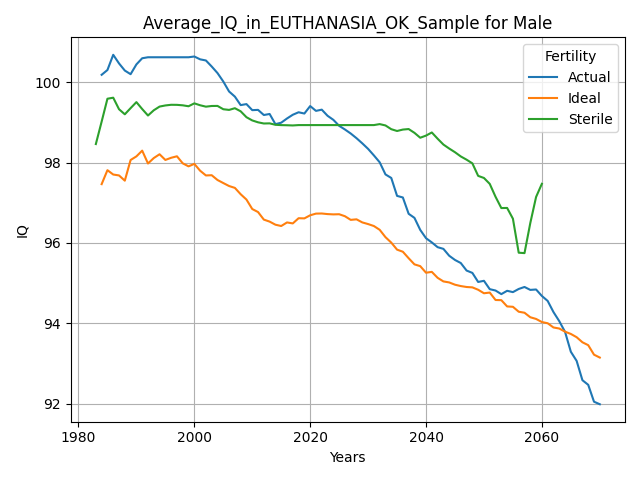 Average_IQ_in_EUTHANASIA_OK_Sample for Male
Fertility
Actual
Ideal
Sterile
IQ
100
98
96
94
92
1980
2000
2020
2040
2060
Years